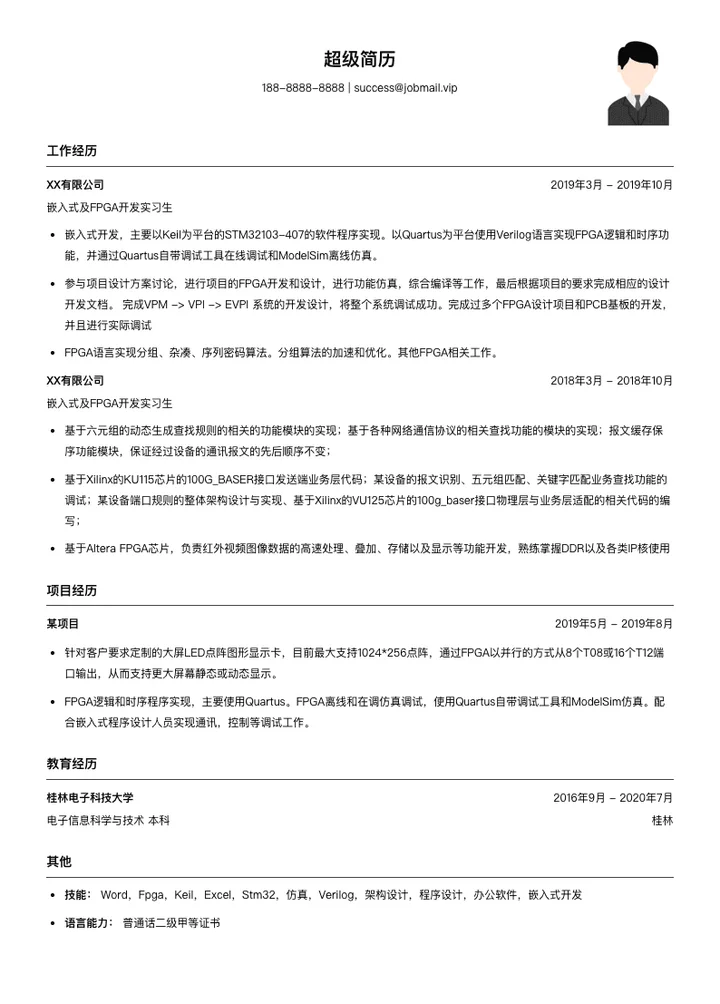 超级简历
188-8888-8888 | success@jobmail.vip
工作经历
XX有限公司 2019年3月 - 2019年10月
嵌入式及FPGA开发实习生
• 嵌入式开发，主要以Keil为平台的STM32103-407的软件程序实现。以Quartus为平台使用Verilog语言实现FPGA逻辑和时序功
能，并通过Quartus自带调试工具在线调试和ModelSim离线仿真。
• 参与项目设计方案讨论，进行项目的FPGA开发和设计，进行功能仿真，综合编译等工作，最后根据项目的要求完成相应的设计
开发文档。 完成VPM -> VPI -> EVPI 系统的开发设计，将整个系统调试成功。完成过多个FPGA设计项目和PCB基板的开发，
并且进行实际调试
• FPGA语言实现分组、杂凑、序列密码算法。分组算法的加速和优化。其他FPGA相关工作。
XX有限公司 2018年3月 - 2018年10月
嵌入式及FPGA开发实习生
• 基于六元组的动态生成查找规则的相关的功能模块的实现；基于各种网络通信协议的相关查找功能的模块的实现；报文缓存保
序功能模块，保证经过设备的通讯报文的先后顺序不变；
• 基于Xilinx的KU115芯片的100G_BASER接口发送端业务层代码；某设备的报文识别、五元组匹配、关键字匹配业务查找功能的
调试；某设备端口规则的整体架构设计与实现、基于Xilinx的VU125芯片的100g_baser接口物理层与业务层适配的相关代码的编
写；
• 基于Altera FPGA芯片，负责红外视频图像数据的高速处理、叠加、存储以及显示等功能开发，熟练掌握DDR以及各类IP核使用
项目经历
某项目 2019年5月 - 2019年8月
• 针对客户要求定制的大屏LED点阵图形显示卡，目前最大支持1024*256点阵，通过FPGA以并行的方式从8个T08或16个T12端
口输出，从而支持更大屏幕静态或动态显示。
• FPGA逻辑和时序程序实现，主要使用Quartus。FPGA离线和在调仿真调试，使用Quartus自带调试工具和ModelSim仿真。配
合嵌入式程序设计人员实现通讯，控制等调试工作。
教育经历
桂林电子科技大学 2016年9月 - 2020年7月
电子信息科学与技术 本科 桂林
其他
• 技能： Word，Fpga，Keil，Excel，Stm32，仿真，Verilog，架构设计，程序设计，办公软件，嵌入式开发
• 语言能力： 普通话二级甲等证书